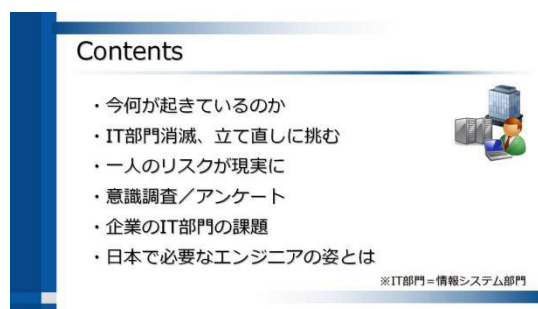 Contents
・今何が起きているのか
・IT部門消滅、立て直しに挑む
・一人のリスクが現実に
・意識調査／アンケート
・企業のIT部門の課題
・日本で必要なエンジニアの姿とは
※IT部門＝情報システム部門